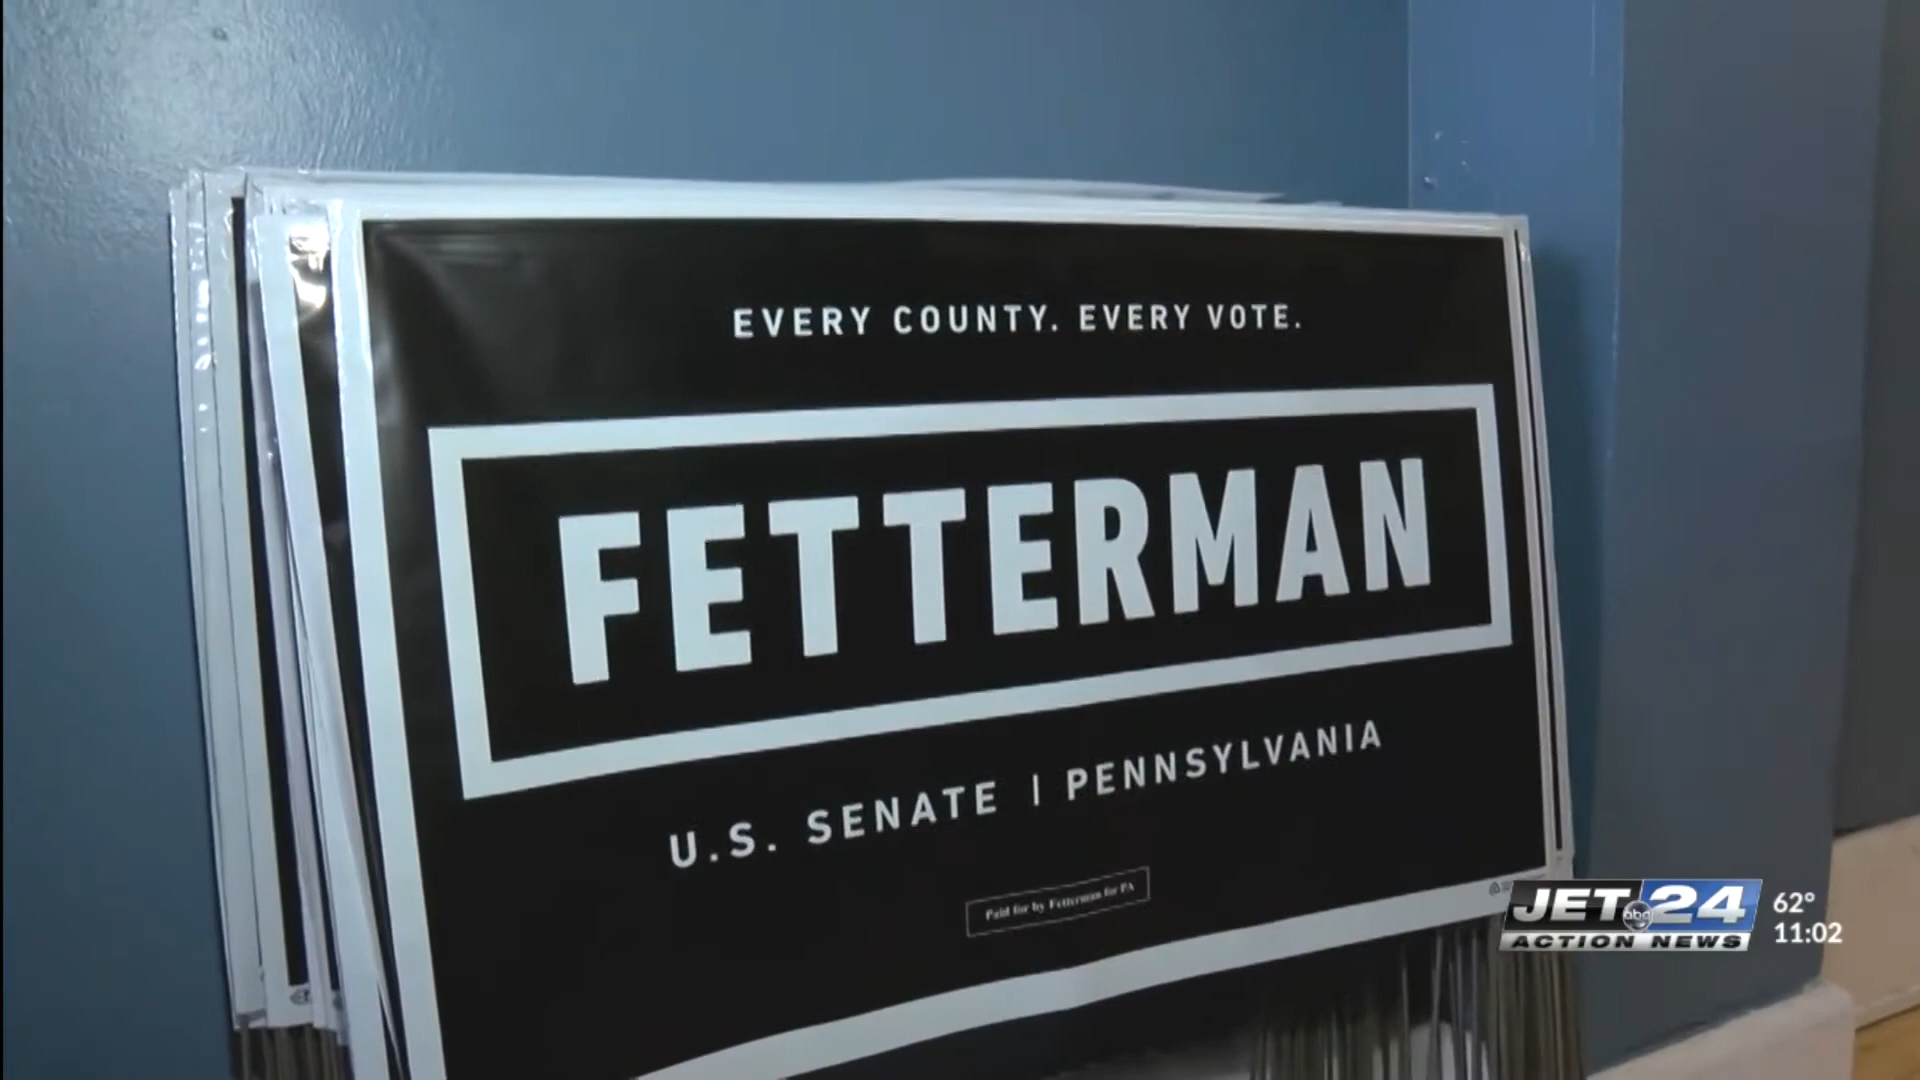 EVERY COUNTY. EVERY VOTE.
FETTERMAN
U.S. SENATE | PENNSYLVANIA
Paid for by Fetterman for PA
JET abc 24
ACTION NEWS
62°
11:02